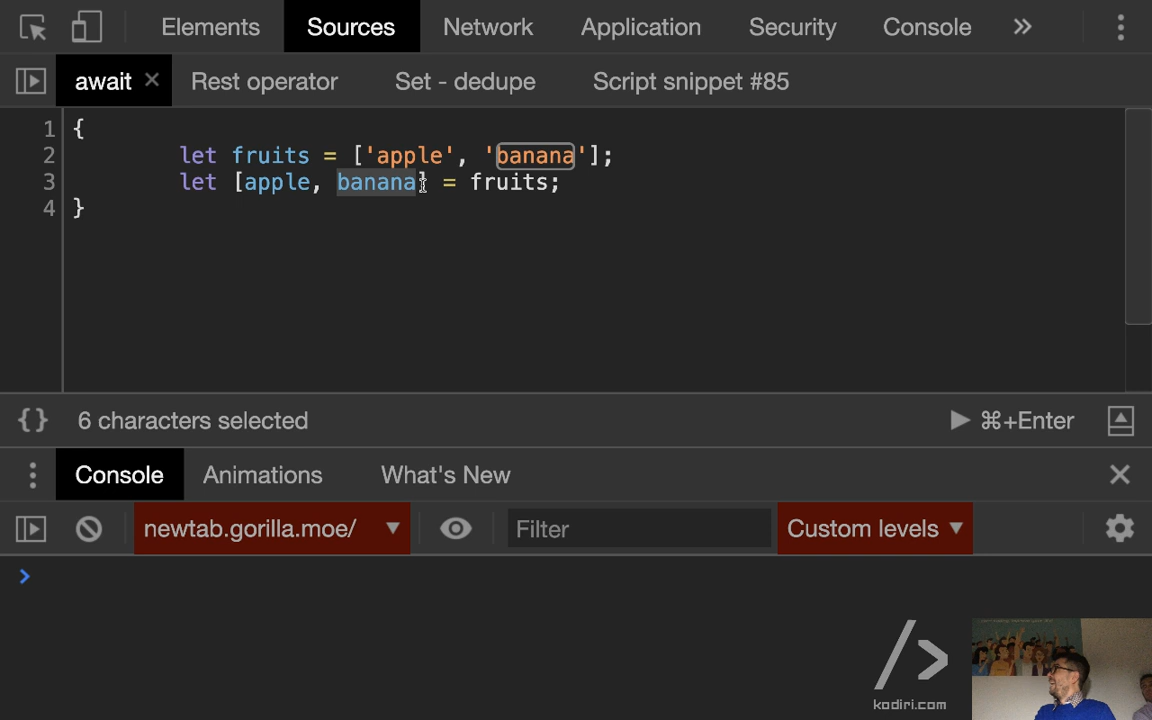 Elements Sources Network Application Security Console »
await × Rest operator Set - dedupe Script snippet #85
1 {
2 let fruits = ['apple', 'banana'];
3 let [apple, banana] = fruits;
4 }
{} 6 characters selected ⌘+Enter
Console Animations What's New
newtab.gorilla.moe/ Filter Custom levels
>
/>
kodiri.com